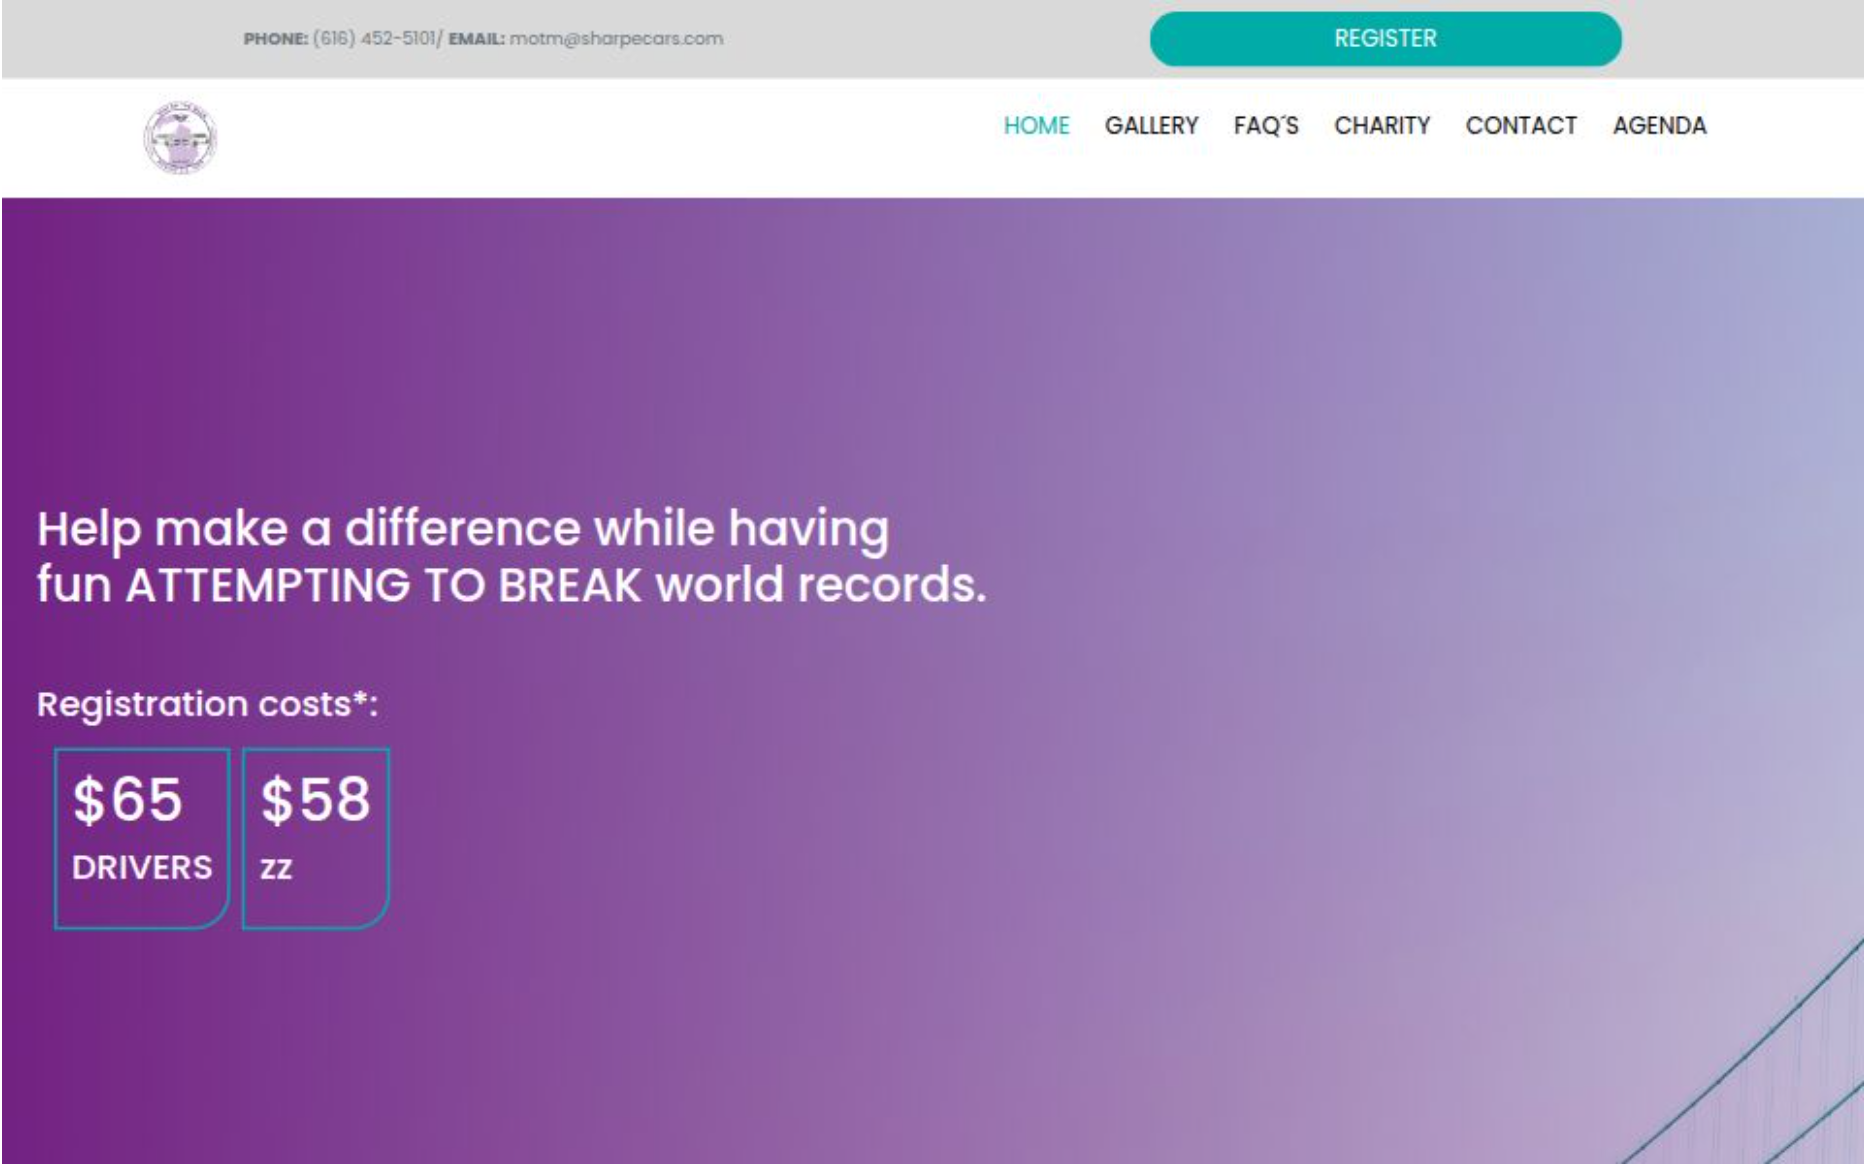 PHONE: (616) 452-5101/ EMAIL: motm@sharpecars.com
REGISTER
HOME GALLERY FAQ´S CHARITY CONTACT AGENDA
Help make a difference while having
fun ATTEMPTING TO BREAK world records.
Registration costs*:
$65 $58
DRIVERS zz